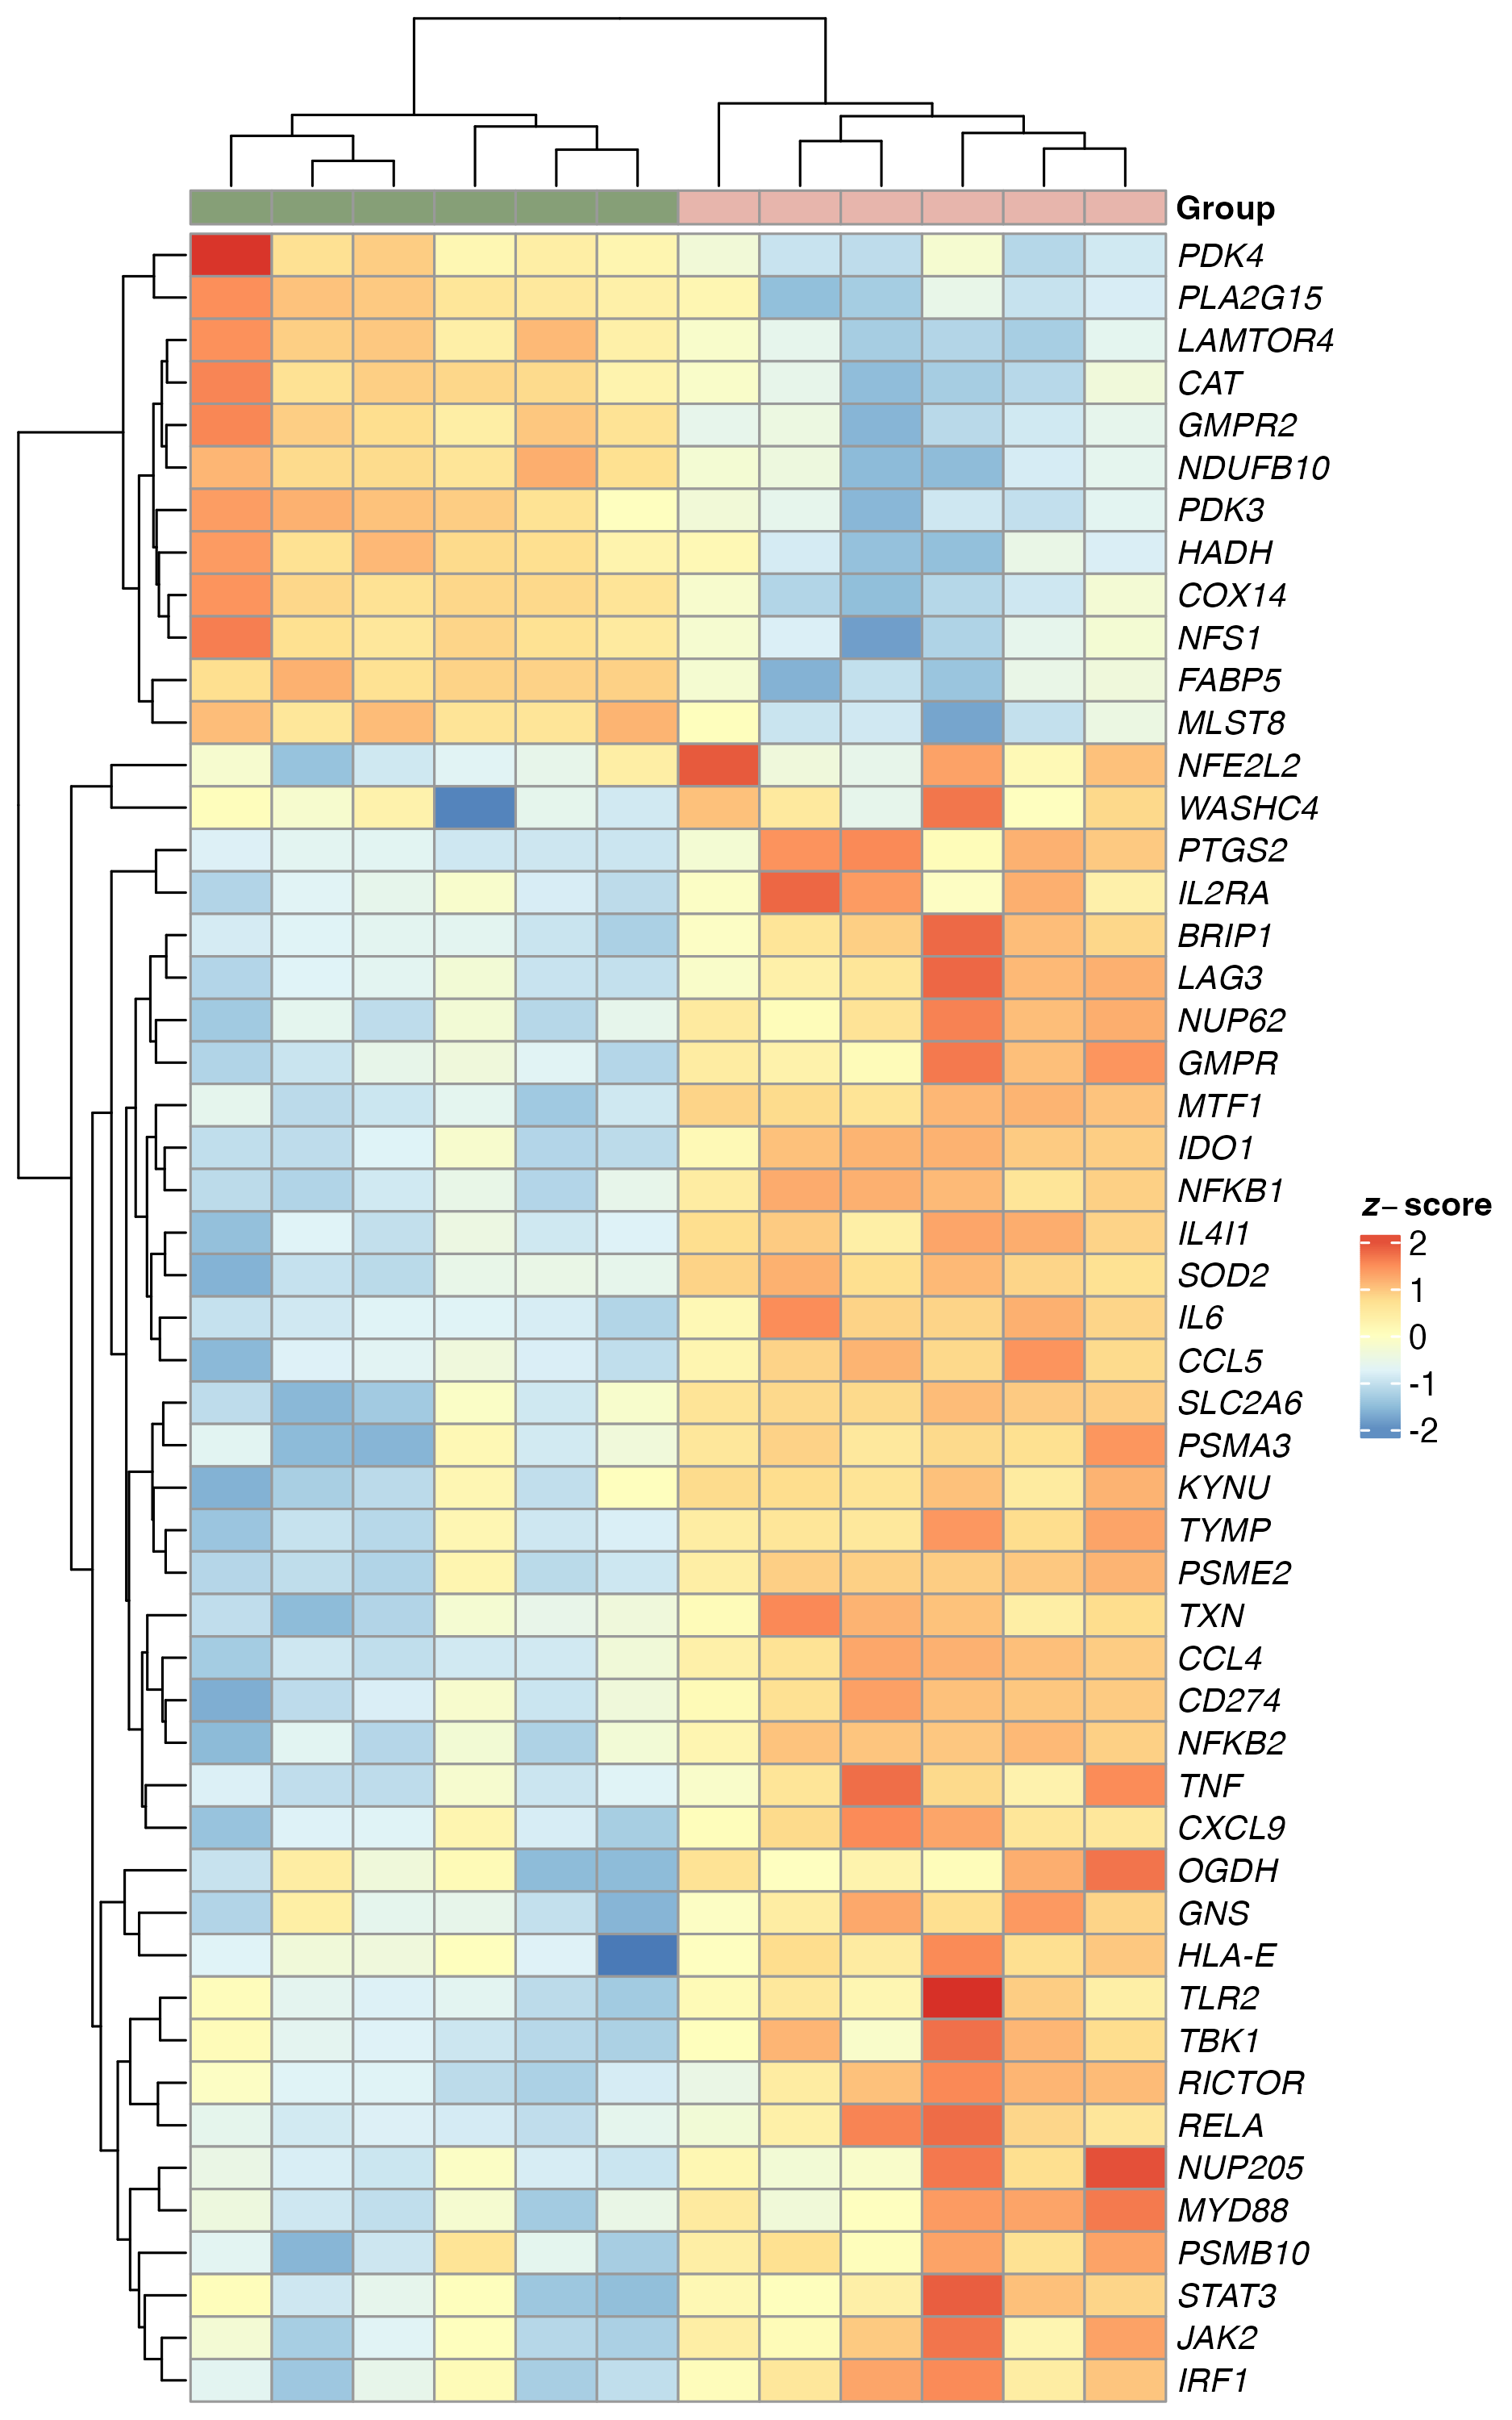 Group
PDK4
PLA2G15
LAMTOR4
CAT
GMPR2
NDUFB10
PDK3
HADH
COX14
NFS1
FABP5
MLST8
NFE2L2
WASHC4
PTGS2
IL2RA
BRIP1
LAG3
NUP62
GMPR
MTF1
IDO1
NFKB1
IL4I1
SOD2
IL6
CCL5
SLC2A6
PSMA3
KYNU
TYMP
PSME2
TXN
CCL4
CD274
NFKB2
TNF
CXCL9
OGDH
GNS
HLA-E
TLR2
TBK1
RICTOR
RELA
NUP205
MYD88
PSMB10
STAT3
JAK2
IRF1
z– score
2
1
0
-1
-2